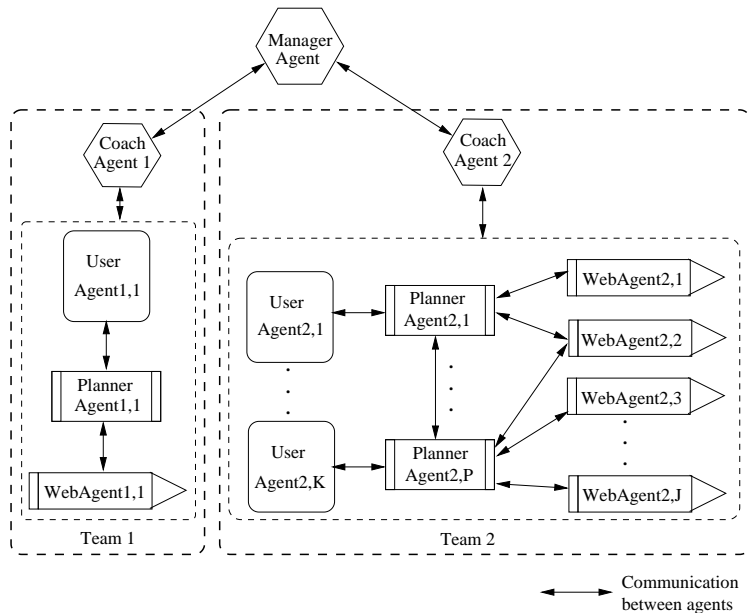 Manager
Agent
Coach
Agent 1
Coach
Agent 2
User
Agent1,1
Planner
Agent1,1
WebAgent1,1
Team 1
User
Agent2,1
Planner
Agent2,1
WebAgent2,1
WebAgent2,2
WebAgent2,3
User
Agent2,K
Planner
Agent2,P
WebAgent2,J
Team 2
Communication
between agents